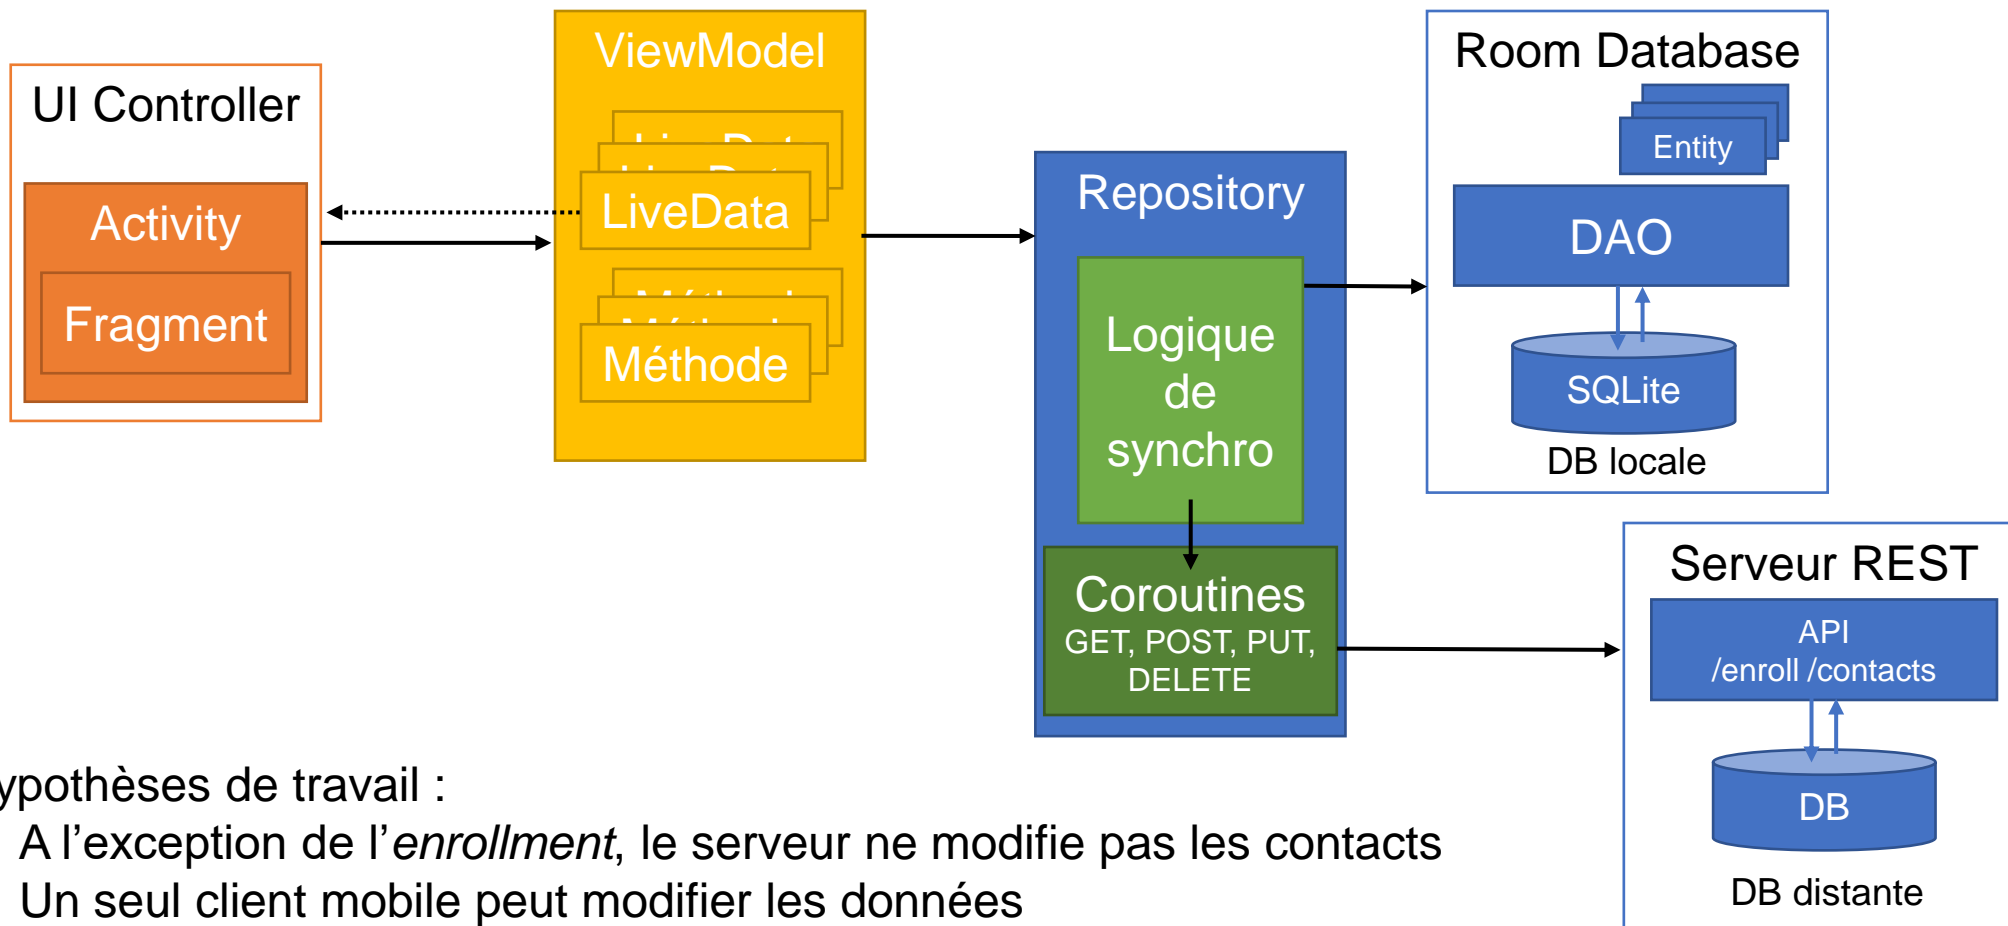 UI Controller
Activity
Fragment
ViewModel
LiveData
Méthode
Repository
Logique
de
synchro
Coroutines
GET, POST, PUT,
DELETE
Room Database
Entity
DAO
SQLite
DB locale
Serveur REST
API
/enroll /contacts
DB
DB distante
ypothèses de travail :
A l’exception de l’enrollment, le serveur ne modifie pas les contacts
Un seul client mobile peut modifier les données